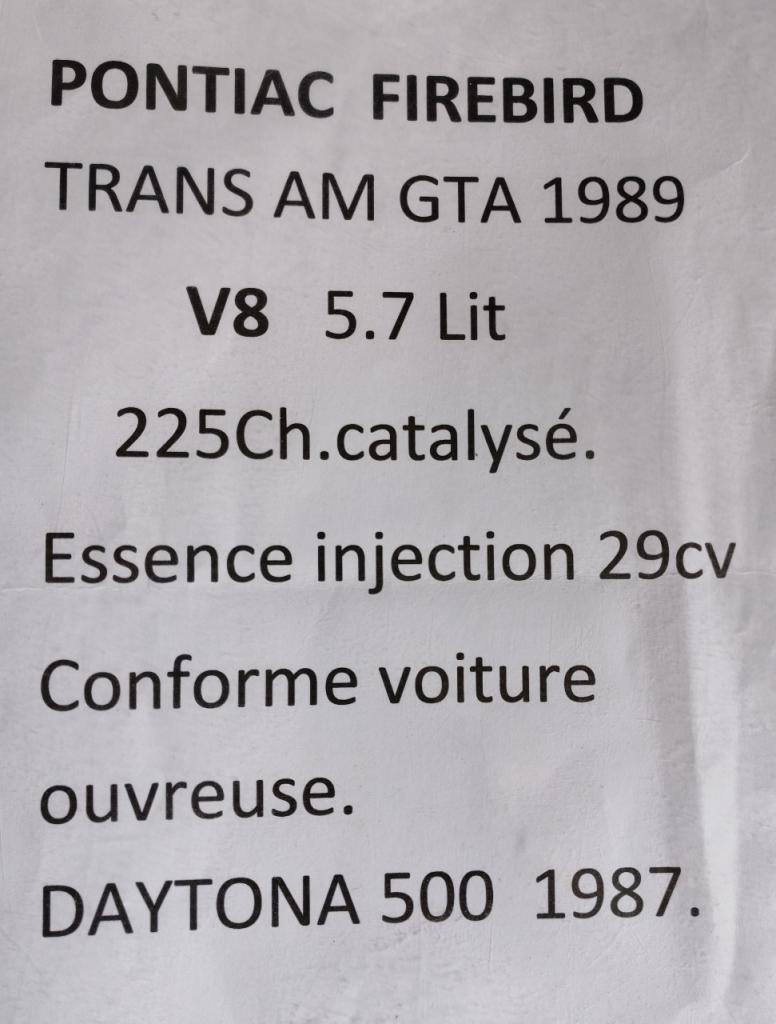 PONTIAC FIREBIRD
TRANS AM GTA 1989
V8 5.7 Lit
225Ch.catalysé.
Essence injection 29cv
Conforme voiture
ouvreuse.
DAYTONA 500 1987.